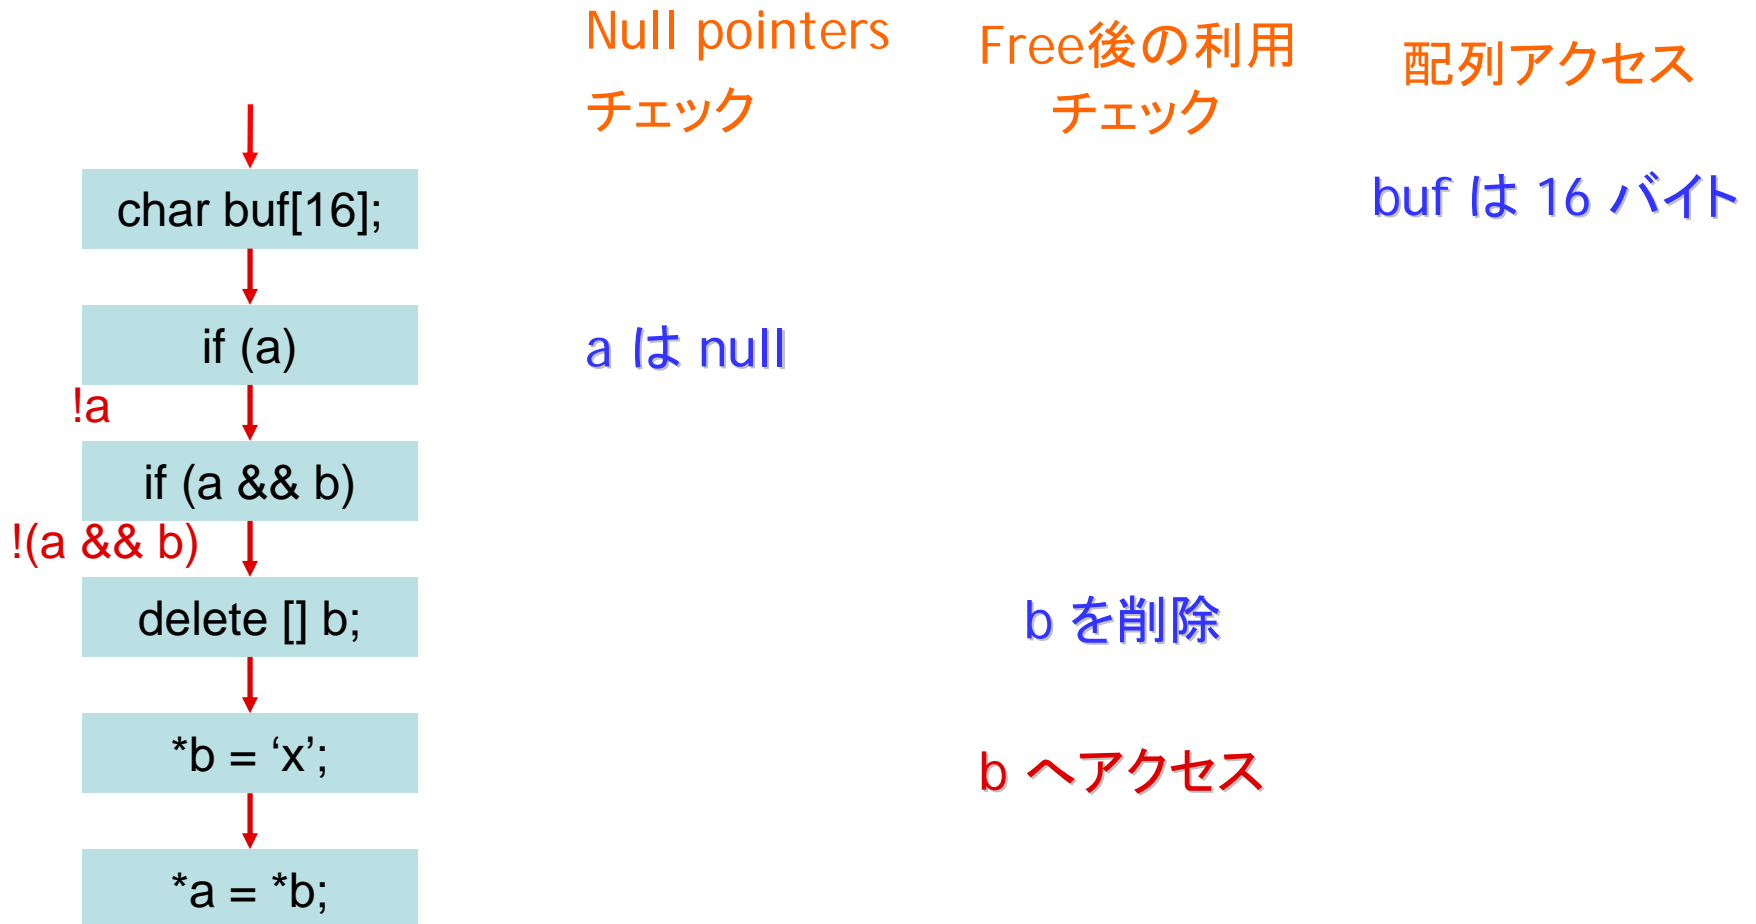 Null pointers
チェック
Free後の利用
チェック
配列アクセス
char buf[16];
buf は 16 バイト
if (a)
a は null
!a
if (a && b)
!(a && b)
delete [] b;
b を削除
*b = ‘x’;
b へアクセス
*a = *b;